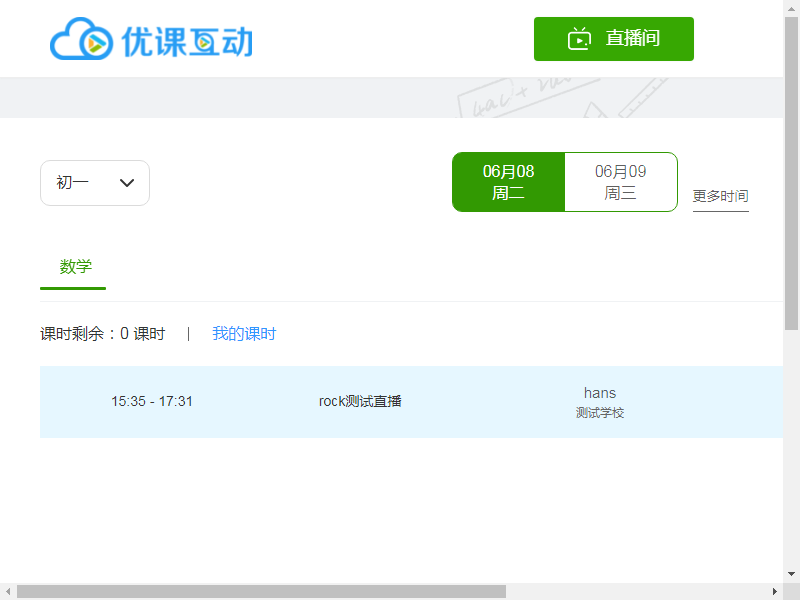 优课互动
直播间
4ac
初一
06月08
周二
06月09
周三
更多时间
数学
课时剩余：0 课时 | 我的课时
15:35 - 17:31
rock测试直播
hans
测试学校